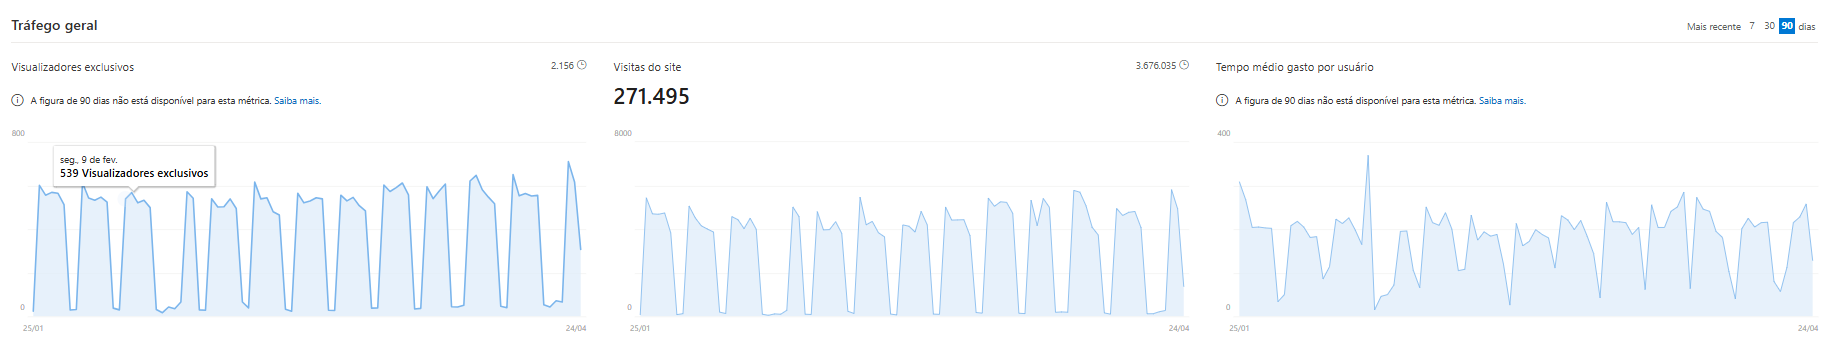 Tráfego geral
Mais recente 7 30 90 dias
Visualizadores exclusivos
2.156
A figura de 90 dias não está disponível para esta métrica. Saiba mais.
800
seg., 9 de fev.
539 Visualizadores exclusivos
0
25/01
24/04
Visitas do site
3.676.035
271.495
8000
0
25/01
24/04
Tempo médio gasto por usuário
A figura de 90 dias não está disponível para esta métrica. Saiba mais.
400
0
25/01
24/04